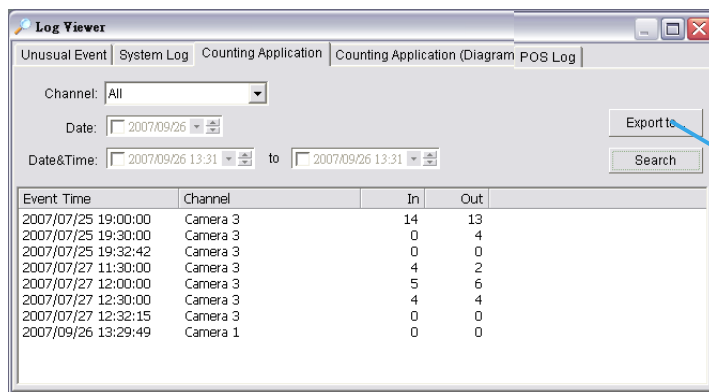 Log Viewer
Unusual Event System Log Counting Application Counting Application (Diagram POS Log
Channel: All
Date: 2007/09/26
Export to...
Date&Time: 2007/09/26 13:31 to 2007/09/26 13:31
Search
Event Time Channel In Out
2007/07/25 19:00:00 Camera 3 14 13
2007/07/25 19:30:00 Camera 3 0 4
2007/07/25 19:32:42 Camera 3 0 0
2007/07/27 11:30:00 Camera 3 4 2
2007/07/27 12:00:00 Camera 3 5 6
2007/07/27 12:30:00 Camera 3 4 4
2007/07/27 12:32:15 Camera 3 0 0
2007/09/26 13:29:49 Camera 1 0 0